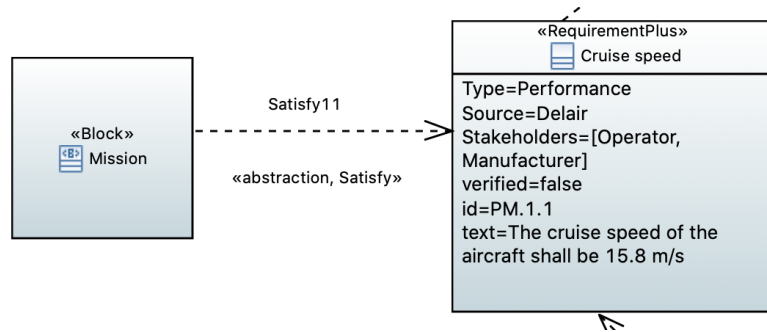 «RequirementPlus»
Cruise speed
Type=Performance
Source=Delair
Stakeholders=[Operator,
Manufacturer]
verified=false
id=PM.1.1
text=The cruise speed of the
aircraft shall be 15.8 m/s
Satisfy11
«abstraction, Satisfy»
«Block»
<B>
Mission